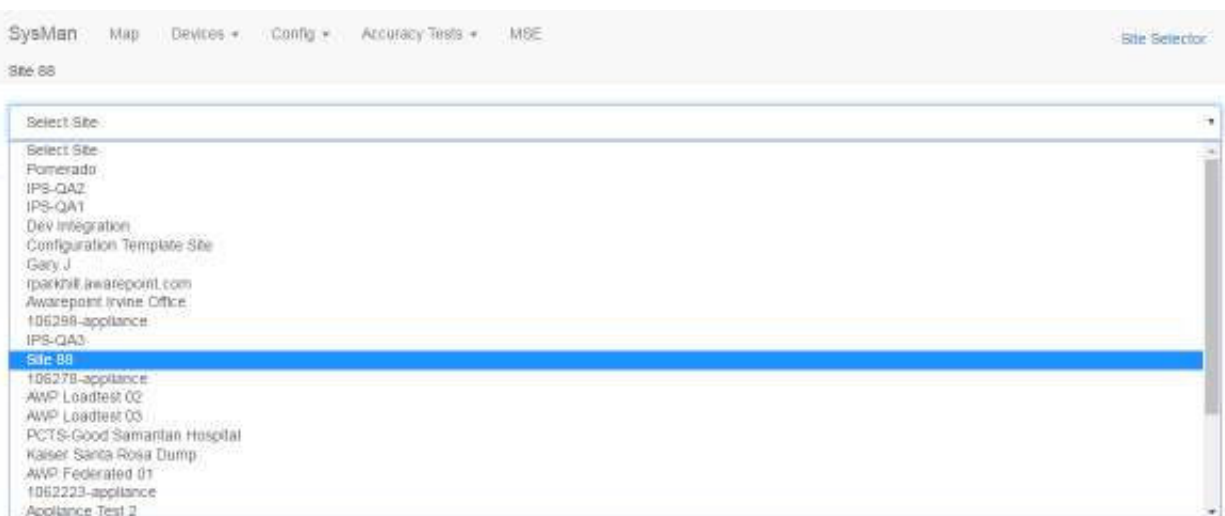 SysMan Map Devices Config Accuracy Tests MSE Site Selector
Site 88
Select Site
Select Site
Pomerado
IPS-QA2
IPS-QA1
Dev Integration
Configuration Template Site
Gary J
rparkhill.awarepoint.com
Awarepoint Irvine Office
106298-appliance
IPS-QA3
Site 88
106278-appliance
AWP Loadtest 02
AWP Loadtest 03
PCTS-Good Samaritan Hospital
Kaiser Santa Rosa Dump
AWP Federated 01
1062223-appliance
Appliance Test 2